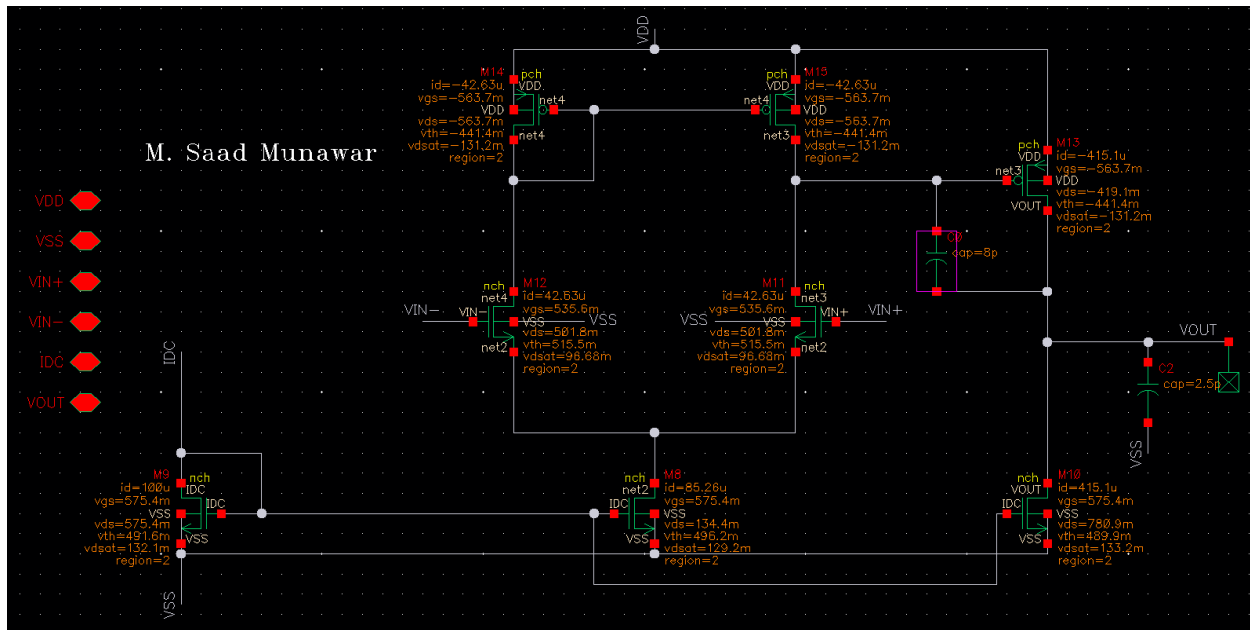 VDD
M14
pch
VDD
id=-42.63u
vgs=-563.7m
VDD
net4
vds=-563.7m
vth=-441.4m
net4
vdsat=-131.2m
region=2
pch
VDD
id=-42.63u
vgs=-563.7m
net4
VDD
vds=-563.7m
vth=-441.4m
net3
vdsat=-131.2m
region=2
M13
pch
VDD
id=-415.1u
vgs=-563.7m
net3
VDD
vds=-419.1m
vth=-441.4m
VOUT
vdsat=-131.2m
region=2
M. Saad Munawar
VDD
VSS
VIN+
VIN-
IDC
VOUT
cap=8p
M12
nch
net4
id=42.63u
vgs=535.6m
VIN-
VIN-
VSS
VSS
vds=501.8m
vth=515.5m
net2
vdsat=96.68m
region=2
M11
nch
net3
id=42.63u
vgs=535.6m
VIN+
VIN+
VSS
VSS
vds=501.8m
vth=515.5m
net2
vdsat=96.68m
region=2
VOUT
C2
cap=2.5p
VSS
IDC
M9
nch
IDC
id=100u
vgs=575.4m
IDC
VSS
vds=575.4m
vth=491.6m
VSS
vdsat=132.1m
region=2
VSS
M8
nch
net2
id=85.26u
vgs=575.4m
IDC
VSS
vds=134.4m
vth=496.2m
VSS
vdsat=129.2m
region=2
M10
nch
VOUT
id=415.1u
vgs=575.4m
IDC
VSS
vds=780.9m
vth=489.9m
VSS
vdsat=133.2m
region=2